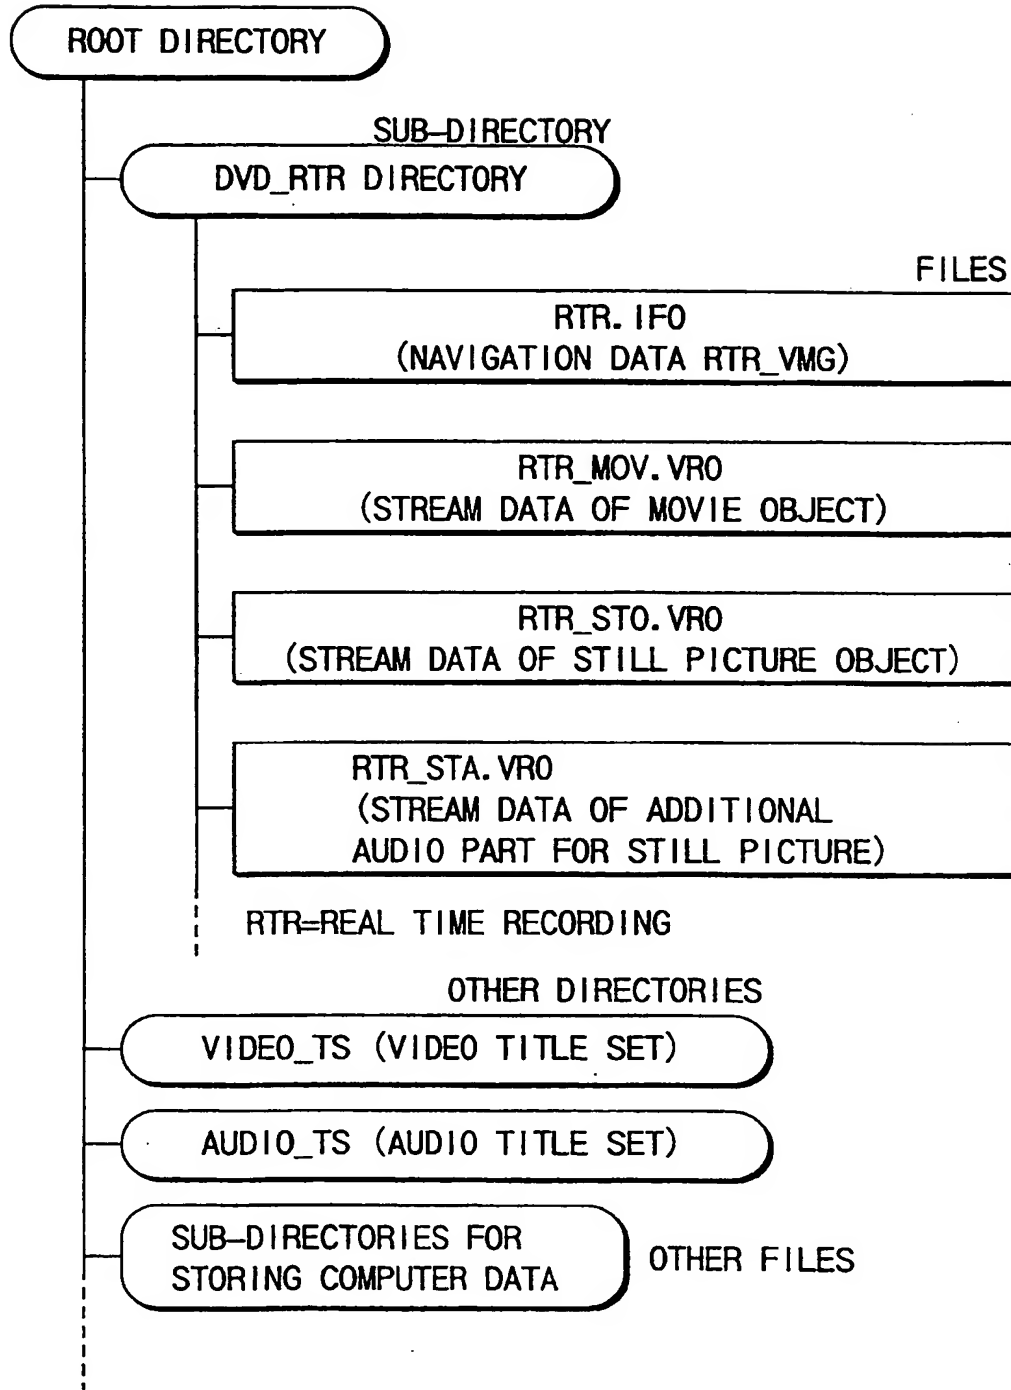 ROOT DIRECTORY
SUB-DIRECTORY
DVD_RTR DIRECTORY
FILES
RTR.IFO
(NAVIGATION DATA RTR_VMG)
RTR_MOV.VRO
(STREAM DATA OF MOVIE OBJECT)
RTR_STO.VRO
(STREAM DATA OF STILL PICTURE OBJECT)
RTR_STA.VRO
(STREAM DATA OF ADDITIONAL
AUDIO PART FOR STILL PICTURE)
RTR=REAL TIME RECORDING
OTHER DIRECTORIES
VIDEO_TS (VIDEO TITLE SET)
AUDIO_TS (AUDIO TITLE SET)
SUB-DIRECTORIES FOR
STORING COMPUTER DATA
OTHER FILES